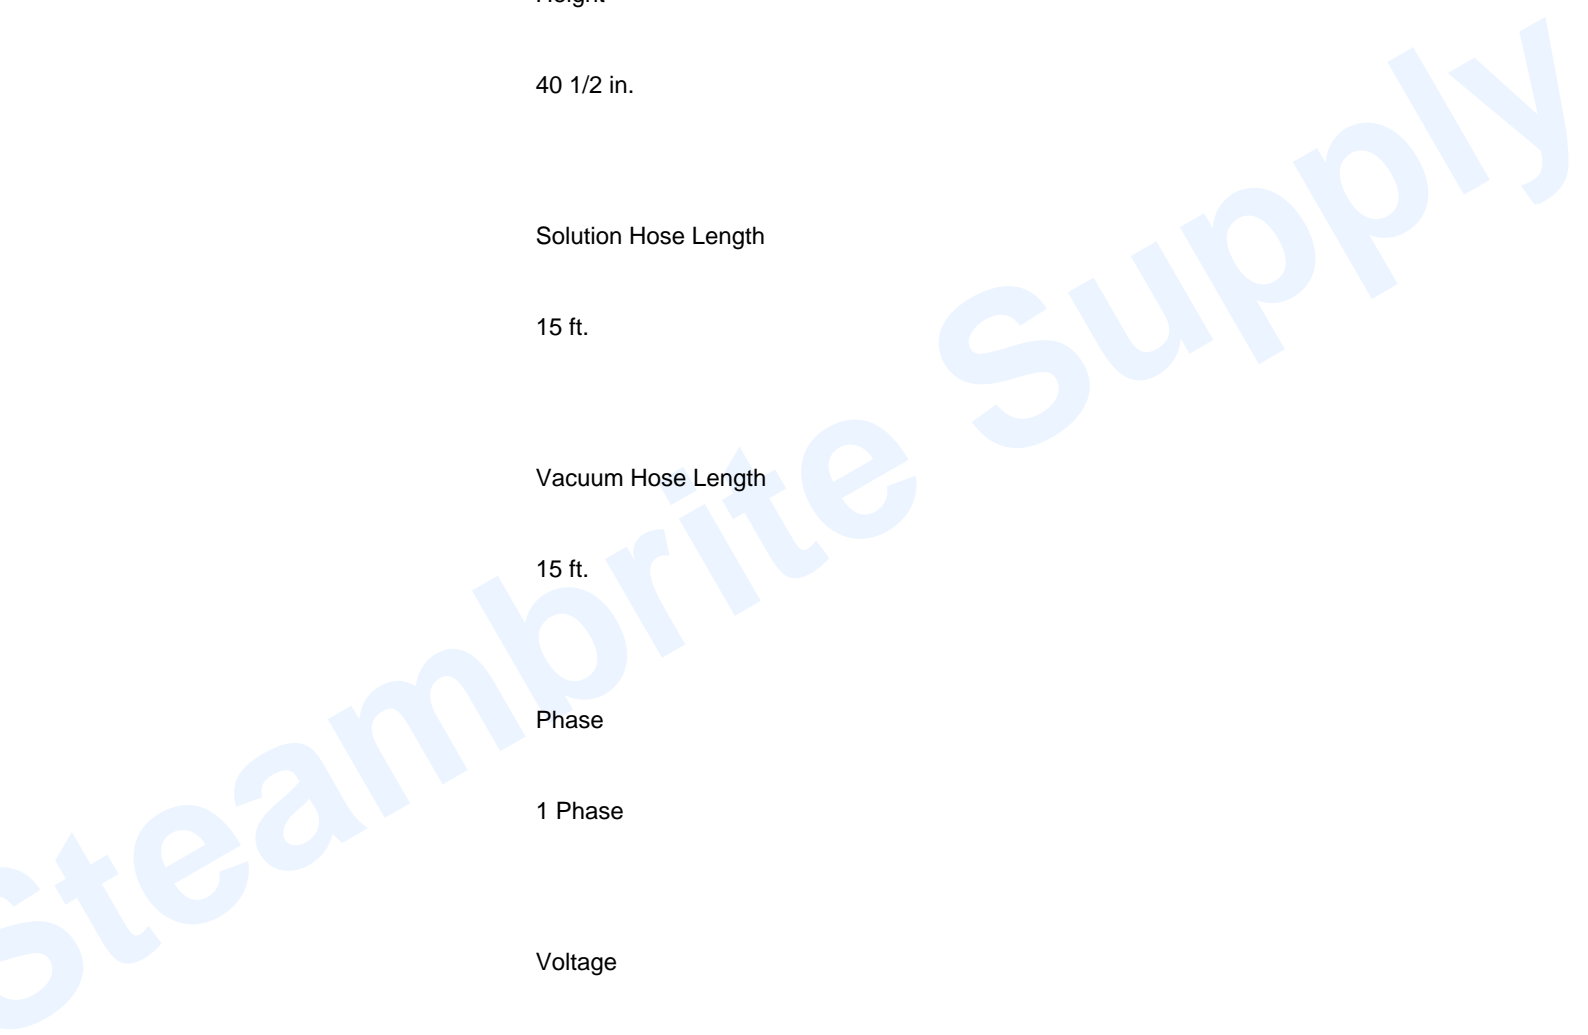 Height
40 1/2 in.
Solution Hose Length
15 ft.
Vacuum Hose Length
15 ft.
Phase
1 Phase
Voltage
Steambrite Supply